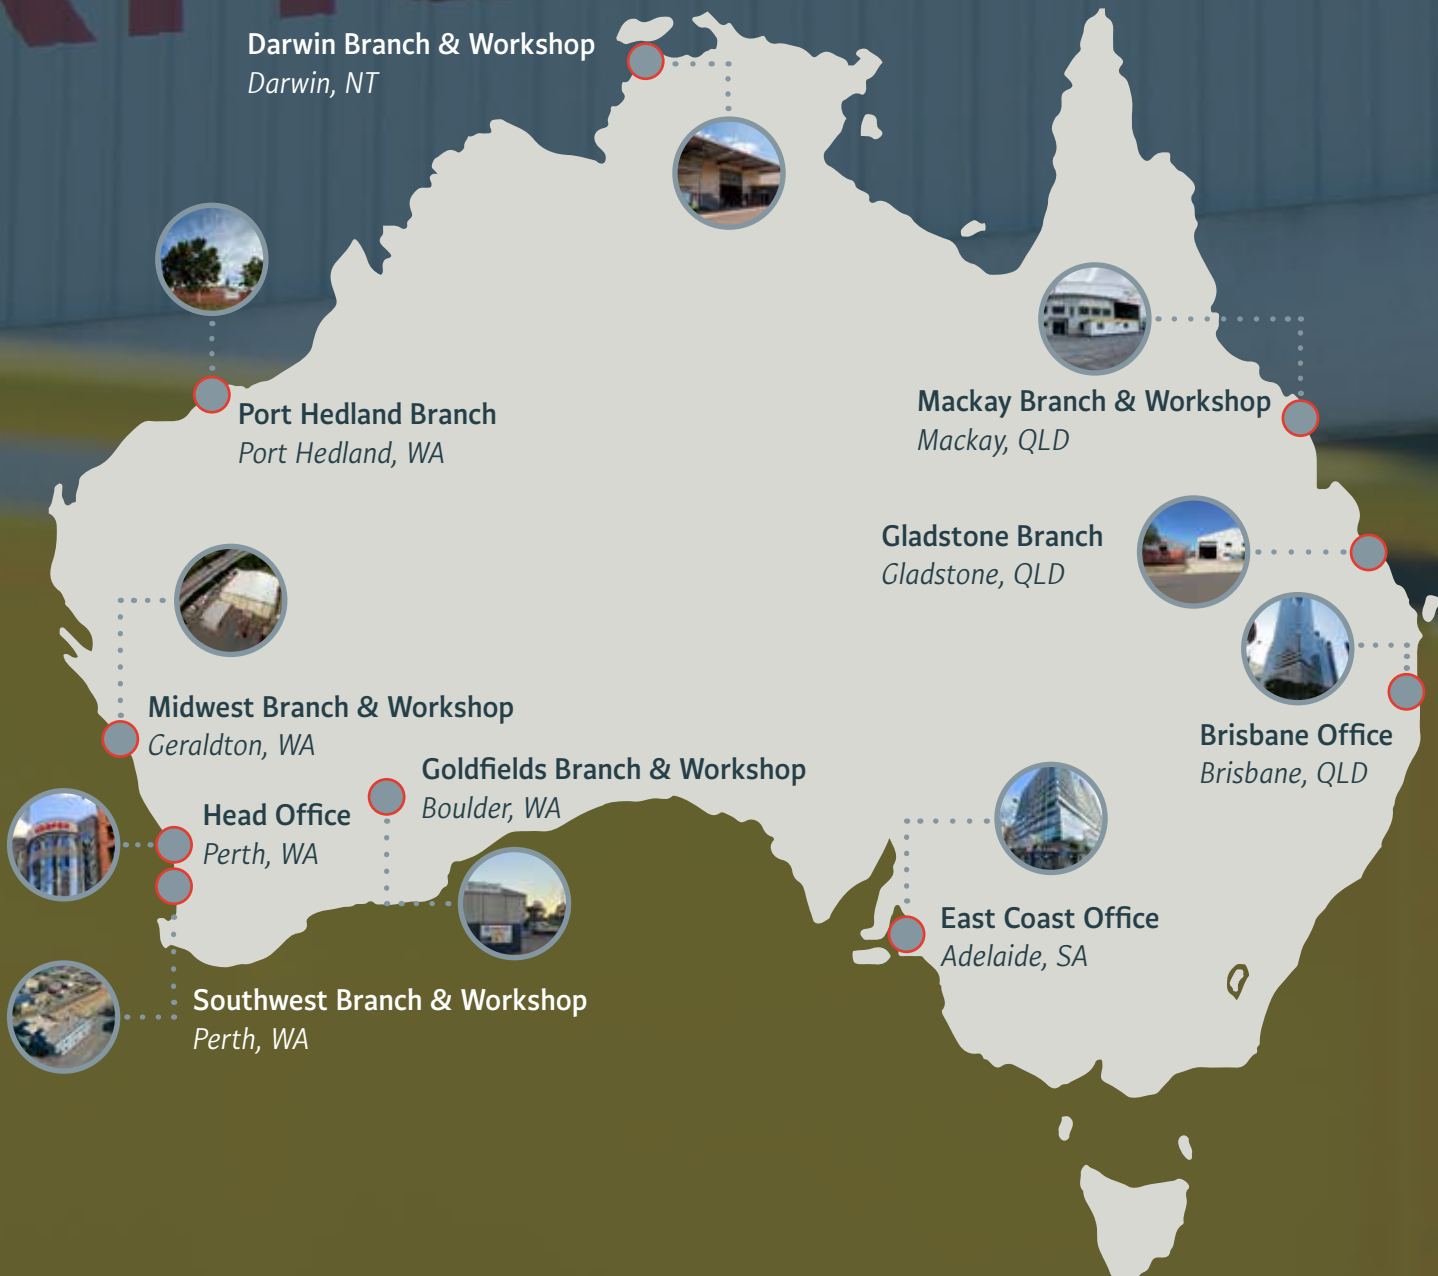 Darwin Branch & Workshop
Darwin, NT
Port Hedland Branch
Port Hedland, WA
Mackay Branch & Workshop
Mackay, QLD
Gladstone Branch
Gladstone, QLD
Midwest Branch & Workshop
Geraldton, WA
Brisbane Office
Brisbane, QLD
Goldfields Branch & Workshop
Boulder, WA
Head Office
Perth, WA
East Coast Office
Adelaide, SA
Southwest Branch & Workshop
Perth, WA